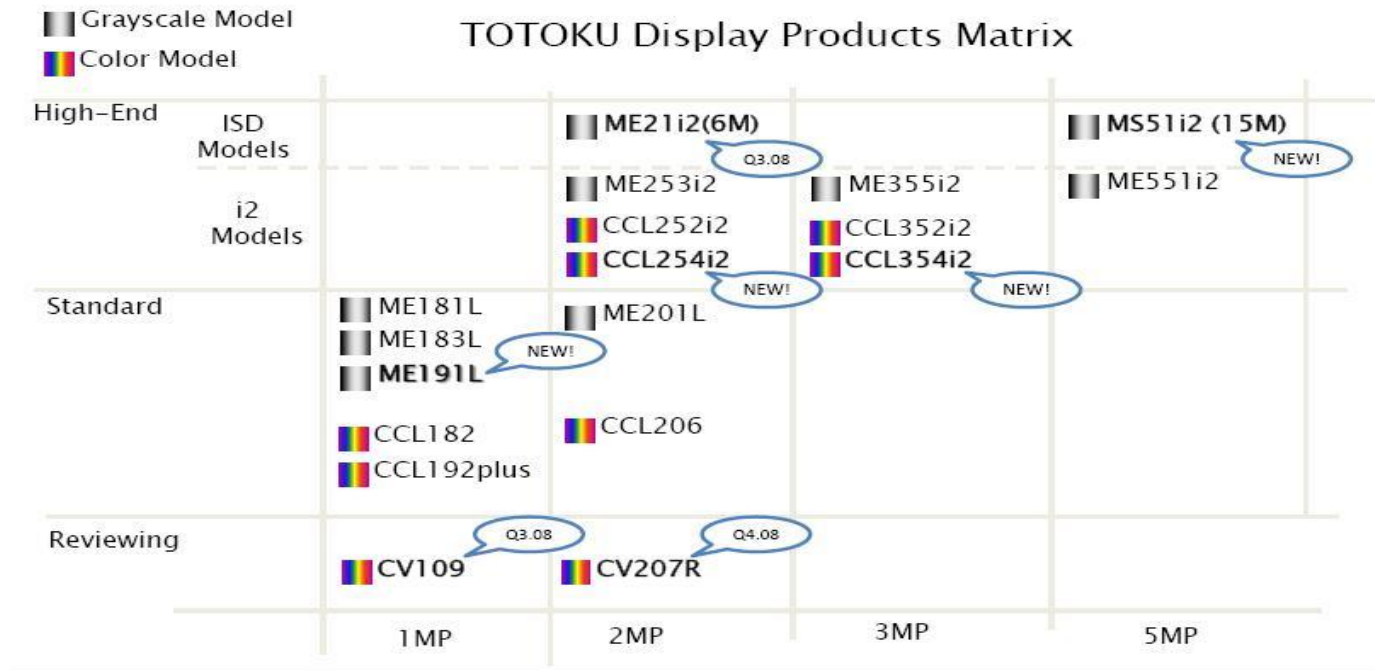 Grayscale Model
Color Model
TOTOKU Display Products Matrix
High-End
ISD
Models
ME21i2(6M)
Q3.08
MS51i2 (15M)
NEW!
i2
Models
ME253i2
ME355i2
ME551i2
CCL252i2
CCL352i2
CCL254i2
NEW!
CCL354i2
NEW!
Standard
ME181L
ME201L
ME183L
NEW!
ME191L
CCL182
CCL206
CCL192plus
Reviewing
Q3.08
Q4.08
CV109
CV207R
1MP
2MP
3MP
5MP